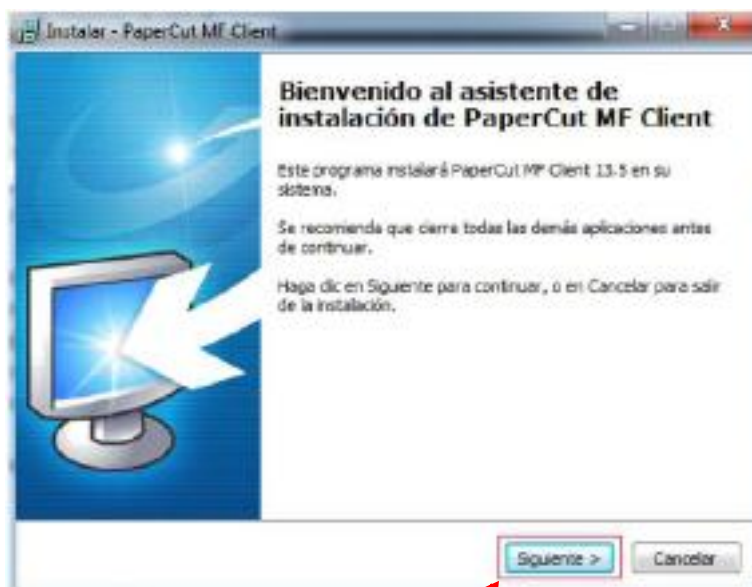 Instalar - PaperCut MF Client
Bienvenido al asistente de
instalación de PaperCut MF Client
Este programa instalará PaperCut MF Client 13.5 en su
sistema.
Se recomienda que cierre todas las demás aplicaciones antes
de continuar.
Haga clic en Siguiente para continuar, o en Cancelar para salir
de la instalación.
Siguiente >
Cancelar